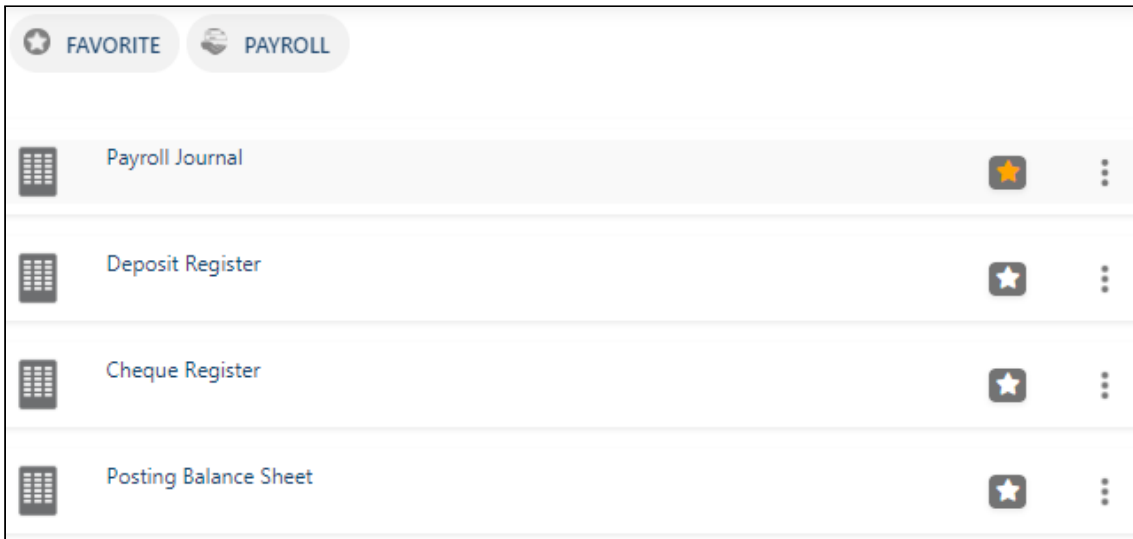 FAVORITE PAYROLL
Payroll Journal
Deposit Register
Cheque Register
Posting Balance Sheet